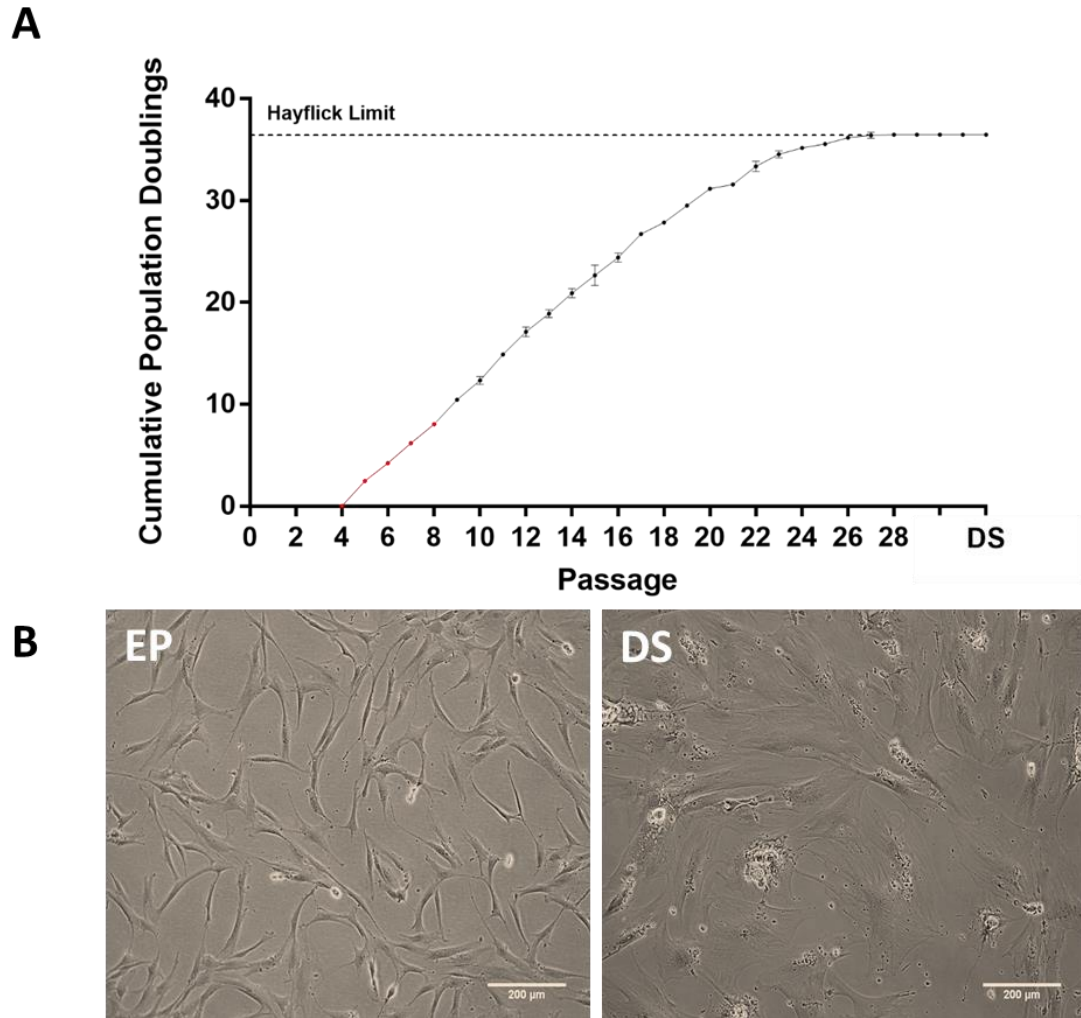 A
Cumulative Population Doublings
40
30
20
10
0
Hayflick Limit
0 2 4 6 8 10 12 14 16 18 20 22 24 26 28 DS
Passage
B
EP
200 µm
DS
200 µm